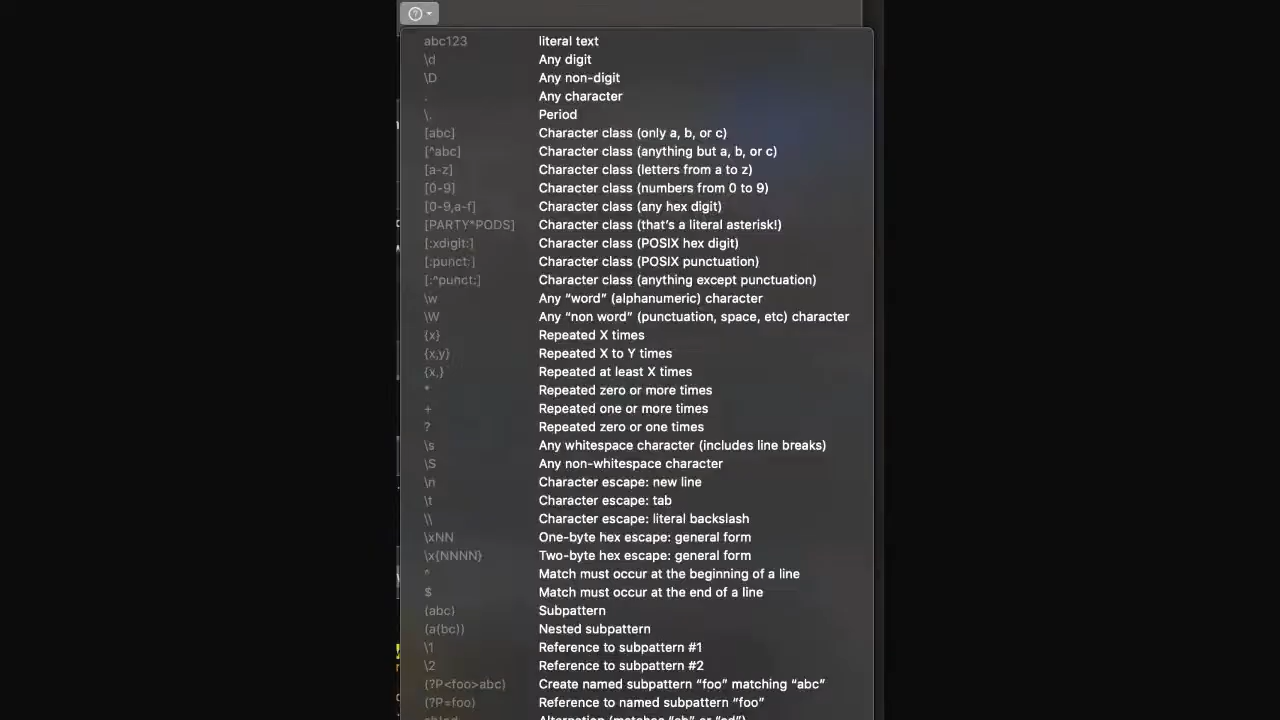 abc123 literal text
\d Any digit
\D Any non-digit
. Any character
\. Period
[abc] Character class (only a, b, or c)
[^abc] Character class (anything but a, b, or c)
[a-z] Character class (letters from a to z)
[0-9] Character class (numbers from 0 to 9)
[0-9,a-f] Character class (any hex digit)
[PARTY*PODS] Character class (that’s a literal asterisk!)
[:xdigit:] Character class (POSIX hex digit)
[:punct:] Character class (POSIX punctuation)
[:^punct:] Character class (anything except punctuation)
\w Any “word” (alphanumeric) character
\W Any “non word” (punctuation, space, etc) character
{x} Repeated X times
{x,y} Repeated X to Y times
{x,} Repeated at least X times
* Repeated zero or more times
+ Repeated one or more times
? Repeated zero or one times
\s Any whitespace character (includes line breaks)
\S Any non-whitespace character
\n Character escape: new line
\t Character escape: tab
\\ Character escape: literal backslash
\xNN One-byte hex escape: general form
\x{NNNN} Two-byte hex escape: general form
^ Match must occur at the beginning of a line
$ Match must occur at the end of a line
(abc) Subpattern
(a(bc)) Nested subpattern
\1 Reference to subpattern #1
\2 Reference to subpattern #2
(?P<foo>abc) Create named subpattern “foo” matching “abc”
(?P=foo) Reference to named subpattern “foo”
ab|cd Alternation (matches “ab” or “cd”)